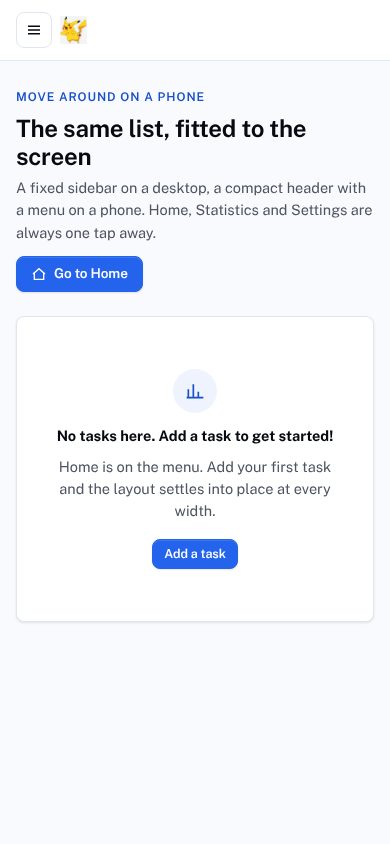 MOVE AROUND ON A PHONE
The same list, fitted to the
screen
A fixed sidebar on a desktop, a compact header with
a menu on a phone. Home, Statistics and Settings are
always one tap away.
Go to Home
No tasks here. Add a task to get started!
Home is on the menu. Add your first task
and the layout settles into place at every
width.
Add a task